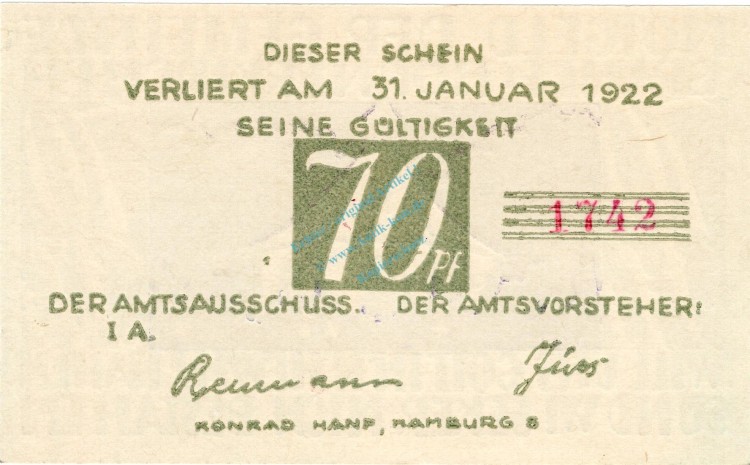 DIESER SCHEIN
VERLIERT AM 31. JANUAR 1922
SEINE GÜLTIGKEIT
70 Pf
1742
DER AMTSAUSSCHUSS. DER AMTSVORSTEHER:
I A.
KONRAD HANF, HAMBURG 8